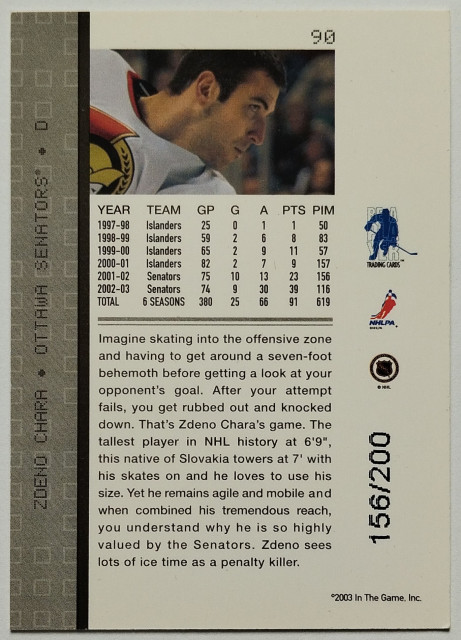 90
ZDENO CHARA • OTTAWA SENATORS® • D
YEAR TEAM GP G A PTS PIM
1997-98 Islanders 25 0 1 1 50
1998-99 Islanders 59 2 6 8 83
1999-00 Islanders 65 2 9 11 57
2000-01 Islanders 82 2 7 9 157
2001-02 Senators 75 10 13 23 156
2002-03 Senators 74 9 30 39 116
TOTAL 6 SEASONS 380 25 66 91 619
Imagine skating into the offensive zone
and having to get around a seven-foot
behemoth before getting a look at your
opponent's goal. After your attempt
fails, you get rubbed out and knocked
down. That's Zdeno Chara's game. The
tallest player in NHL history at 6'9",
this native of Slovakia towers at 7' with
his skates on and he loves to use his
size. Yet he remains agile and mobile and
when combined his tremendous reach,
you understand why he is so highly
valued by the Senators. Zdeno sees
lots of ice time as a penalty killer.
TRADING CARDS
NHLPA
© NHL
156/200
©2003 In The Game, Inc.